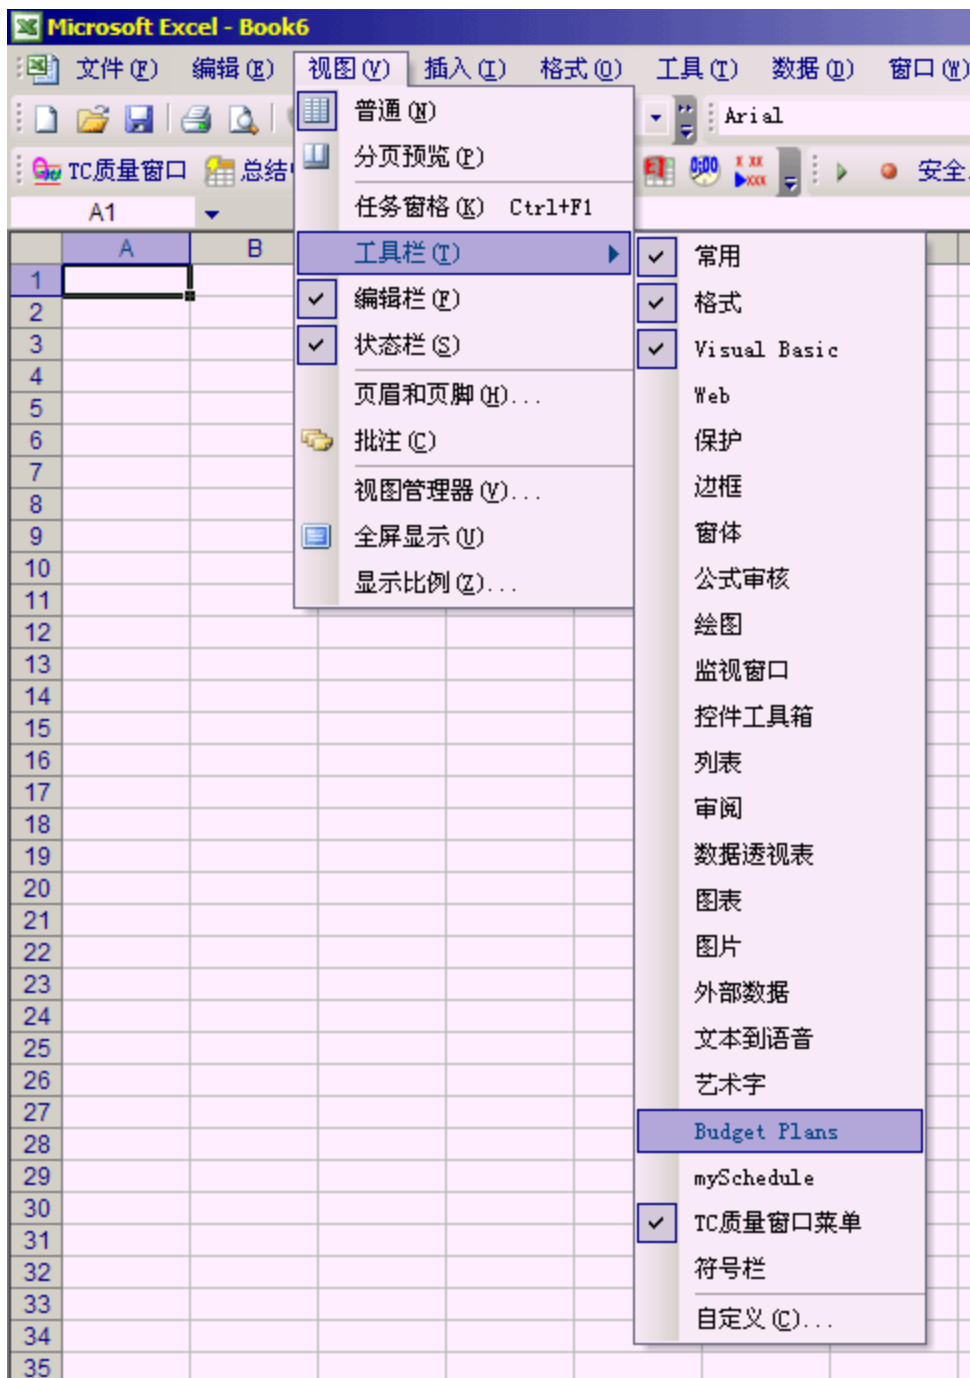 Microsoft Excel - Book6
文件(F) 编辑(E) 视图(V) 插入(I) 格式(O) 工具(T) 数据(D) 窗口(W)
Arial
TC质量窗口 总结 安全
A1
A B
普通(N)
分页预览(P)
任务窗格(K) Ctrl+F1
工具栏(T)
编辑栏(F)
状态栏(S)
页眉和页脚(H)...
批注(C)
视图管理器(V)...
全屏显示(U)
显示比例(Z)...
常用
格式
Visual Basic
Web
保护
边框
窗体
公式审核
绘图
监视窗口
控件工具箱
列表
审阅
数据透视表
图表
图片
外部数据
文本到语音
艺术字
Budget Plans
mySchedule
TC质量窗口菜单
符号栏
自定义(C)...
1
2
3
4
5
6
7
8
9
10
11
12
13
14
15
16
17
18
19
20
21
22
23
24
25
26
27
28
29
30
31
32
33
34
35